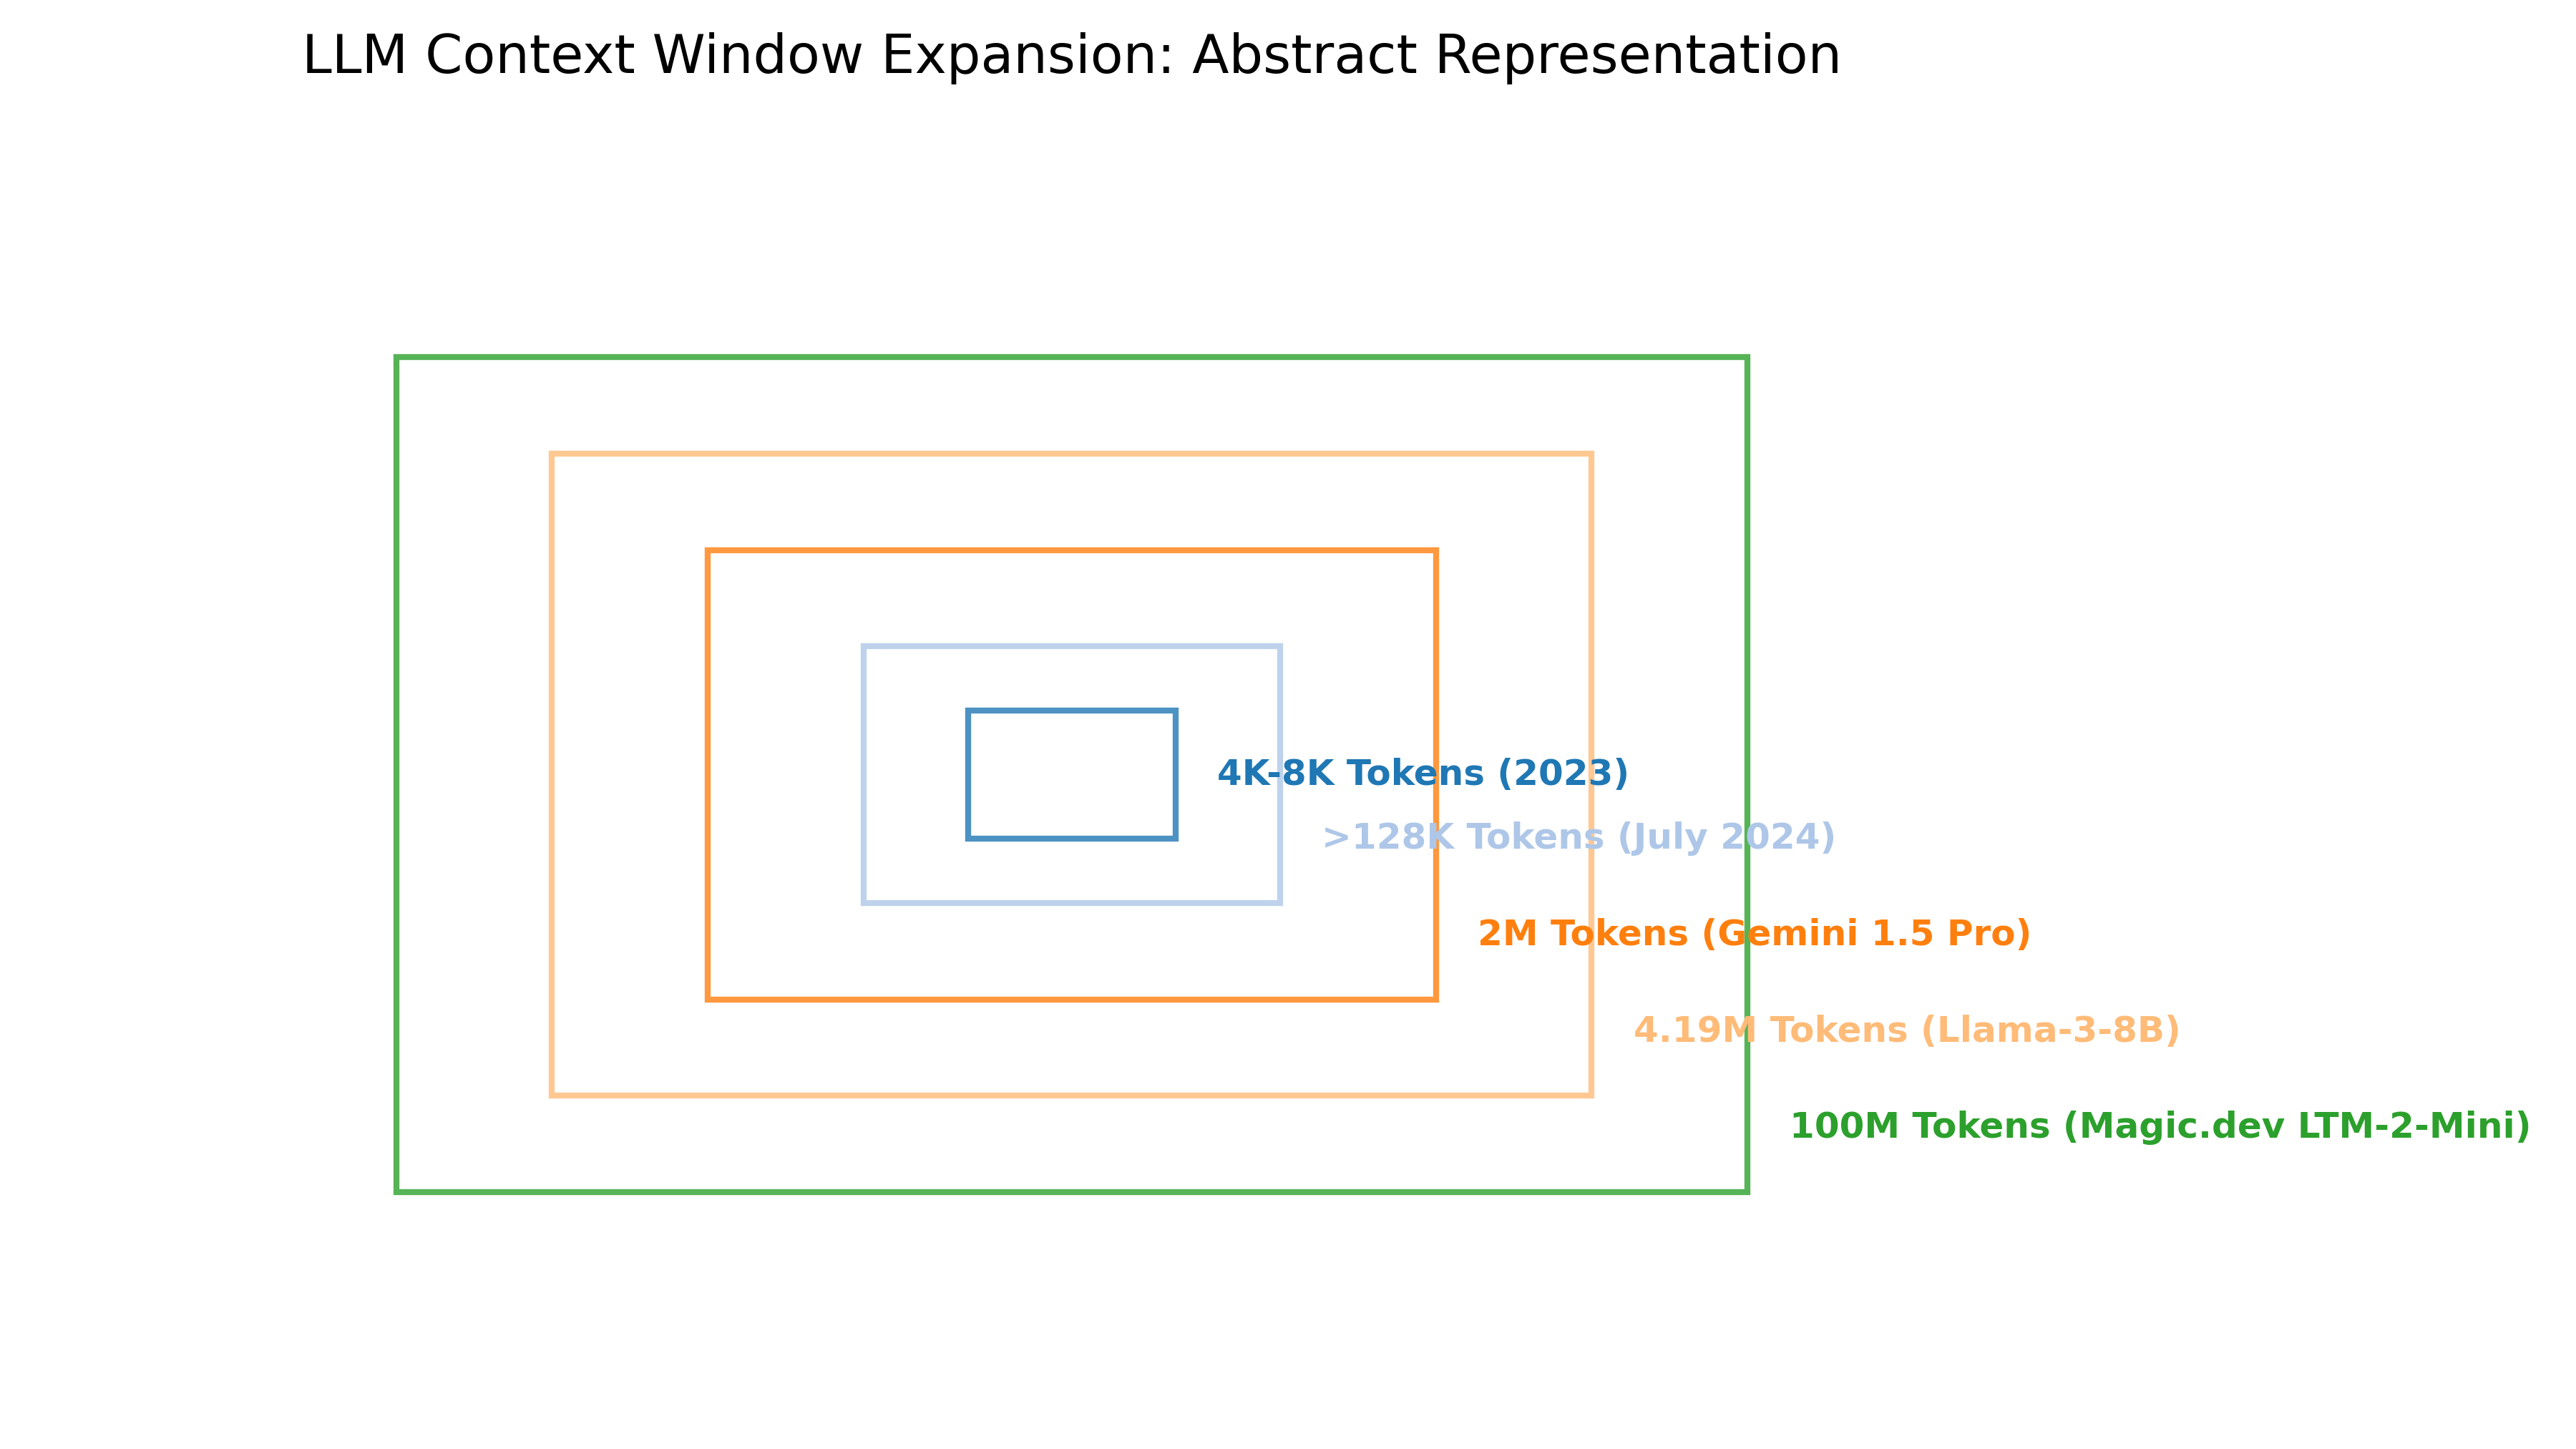 LLM Context Window Expansion: Abstract Representation
4K-8K Tokens (2023)
>128K Tokens (July 2024)
2M Tokens (Gemini 1.5 Pro)
4.19M Tokens (Llama-3-8B)
100M Tokens (Magic.dev LTM-2-Mini)